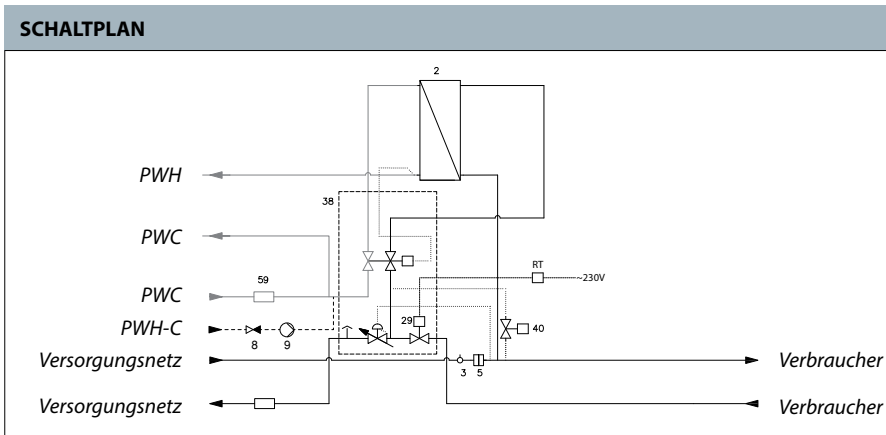 SCHALTPLAN
2
PWH
38
PWC
59
RT
~230V
PWC
PWH-C
29
40
8
9
Versorgungsnetz
3
5
Verbraucher
Versorgungsnetz
Verbraucher